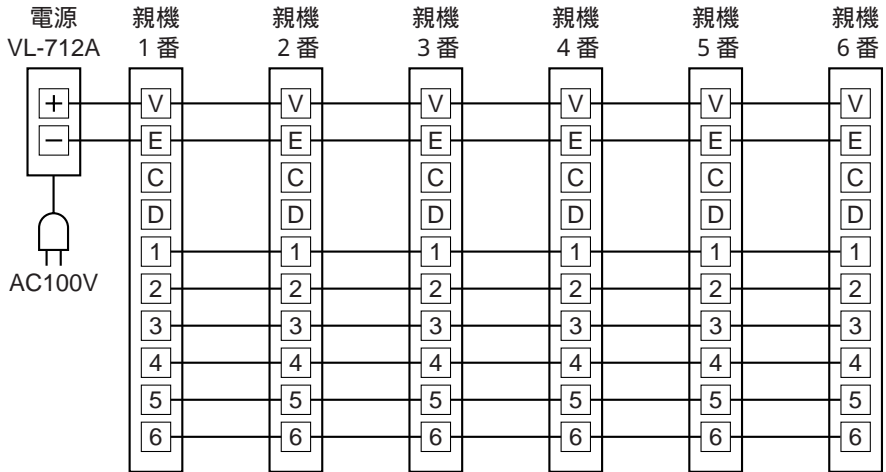 電源 親機 親機 親機 親機 親機 親機
VL-712A 1番 2番 3番 4番 5番 6番
+ V V V V V V
− E E E E E E
C C C C C C
D D D D D D
1 1 1 1 1 1
AC100V
2 2 2 2 2 2
3 3 3 3 3 3
4 4 4 4 4 4
5 5 5 5 5 5
6 6 6 6 6 6